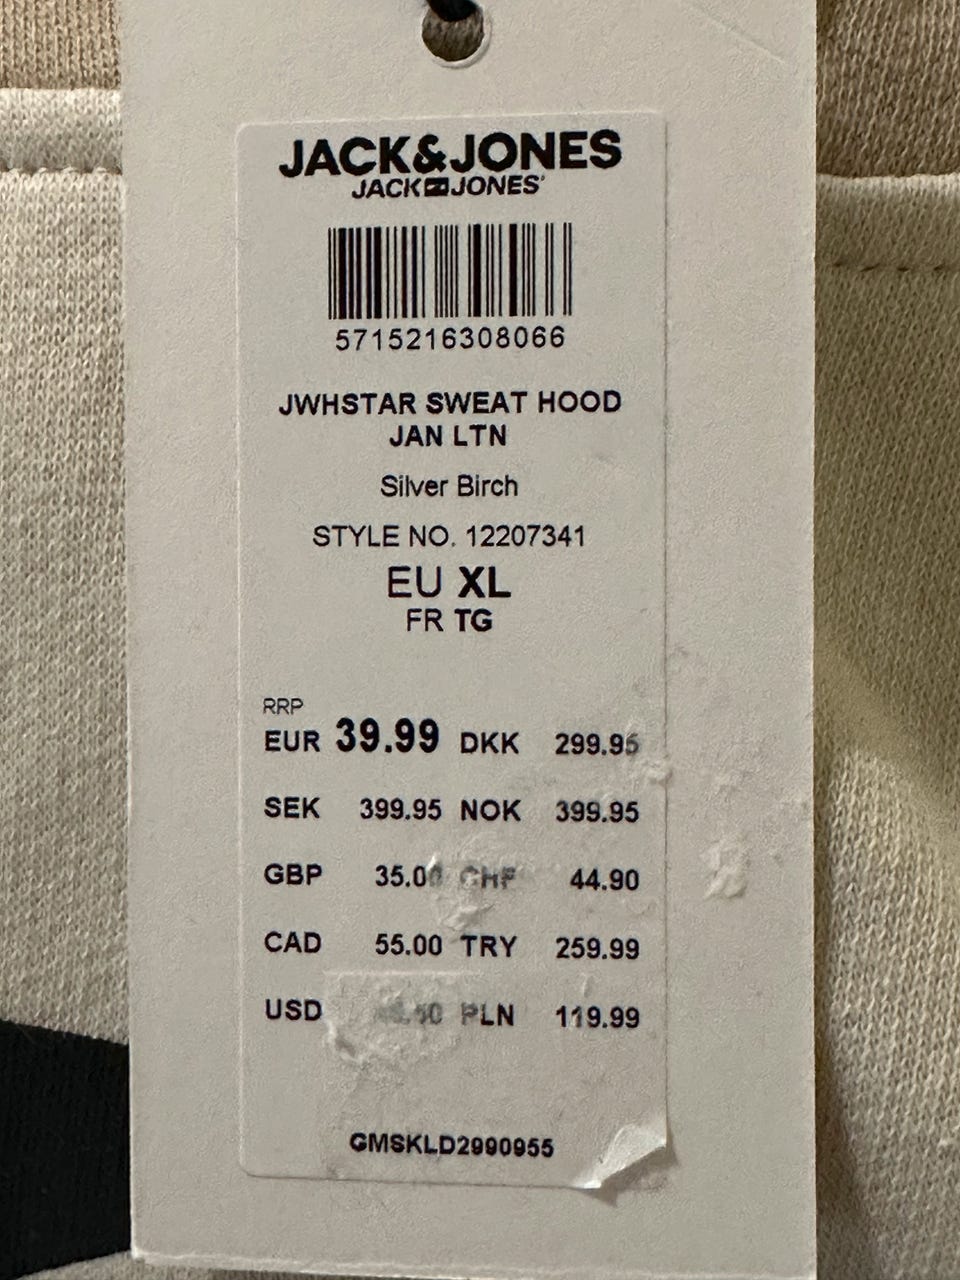 JACK&JONES
JACK JONES
5715216308066
JWHSTAR SWEAT HOOD
JAN LTN
Silver Birch
STYLE NO. 12207341
EU XL
FR TG
RRP
EUR 39.99 DKK 299.95
SEK 399.95 NOK 399.95
GBP 35.00 CHF 44.90
CAD 55.00 TRY 259.99
USD PLN 119.99
GMSKLD2990955